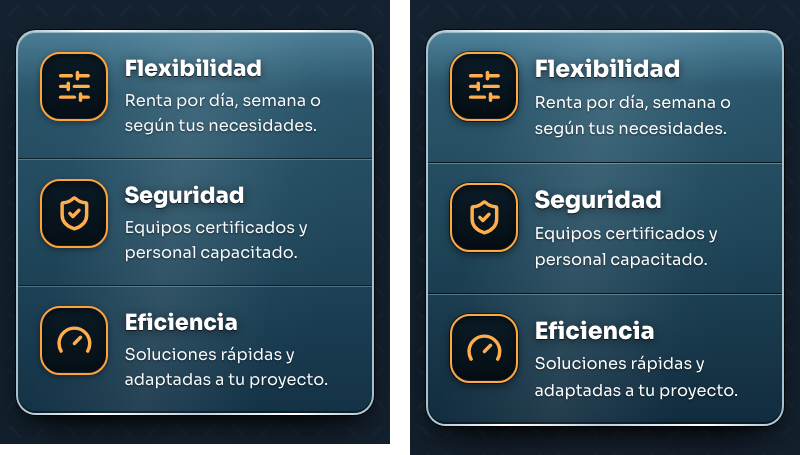 Flexibilidad
Renta por día, semana o
según tus necesidades.
Seguridad
Equipos certificados y
personal capacitado.
Eficiencia
Soluciones rápidas y
adaptadas a tu proyecto.
Flexibilidad
Renta por día, semana o
según tus necesidades.
Seguridad
Equipos certificados y
personal capacitado.
Eficiencia
Soluciones rápidas y
adaptadas a tu proyecto.